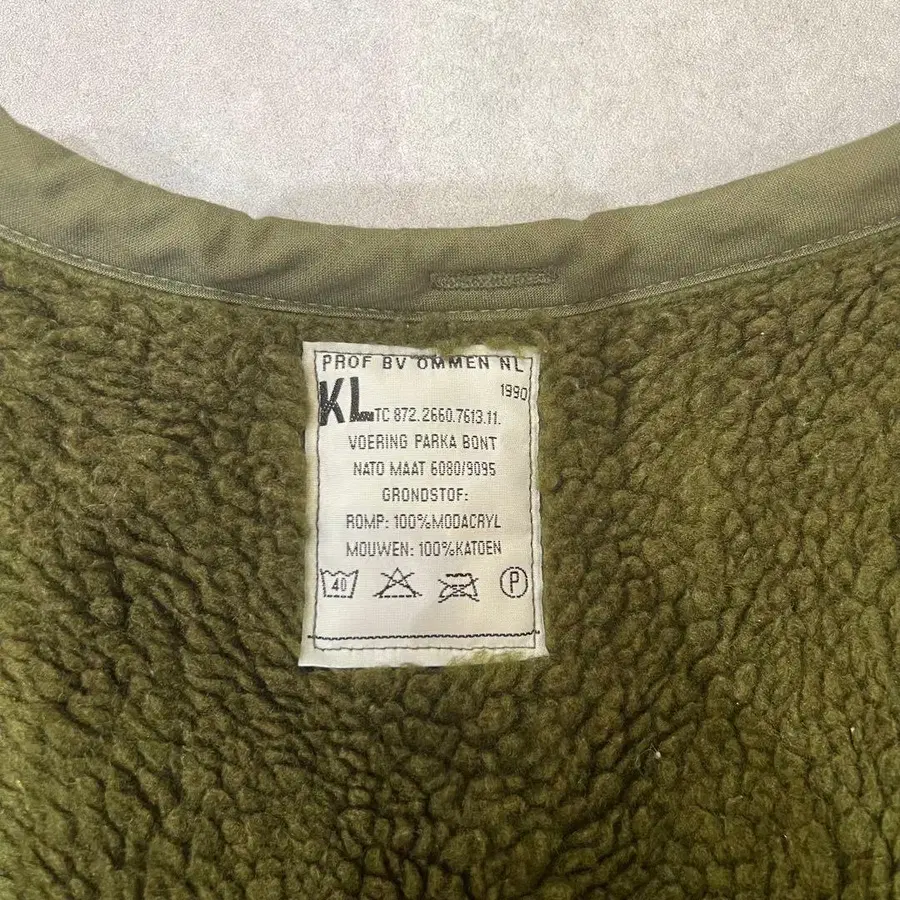 PROF BV OMMEN NL
1990
KL TC 872.2660.7613.11.
VOERING PARKA BONT
NATO MAAT 6080/9095
GRONDSTOF:
ROMP: 100%MODACRYL
MOUWEN: 100%KATOEN
40 P